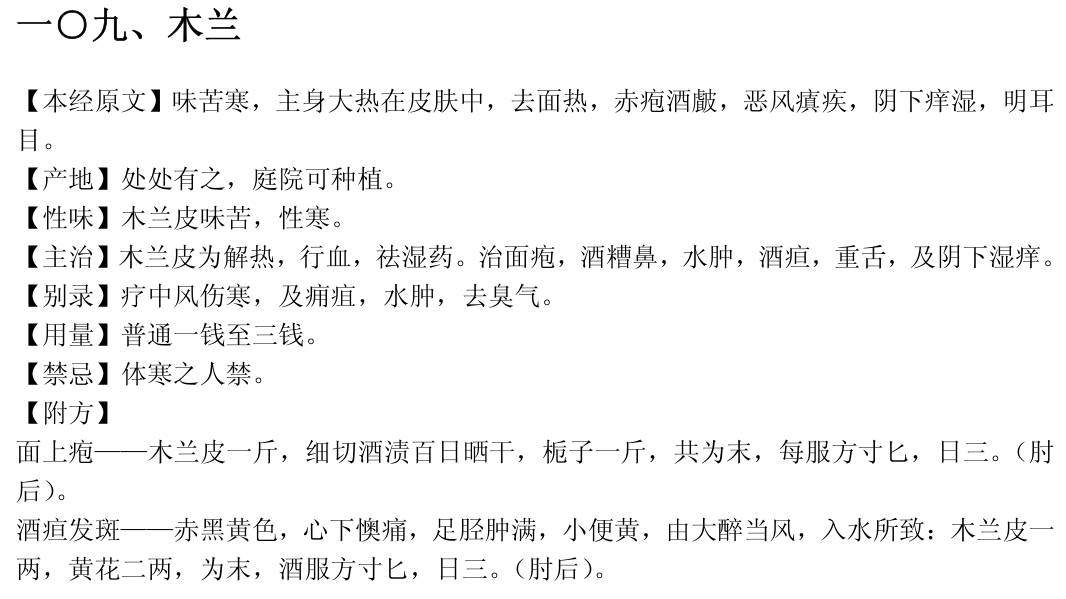 一〇九、木兰
【本经原文】味苦寒，主身大热在皮肤中，去面热，赤疱酒皻，恶风癀疾，阴下痒湿，明耳
目。
【产地】处处有之，庭院可种植。
【性味】木兰皮味苦，性寒。
【主治】木兰皮为解热，行血，祛湿药。治面疱，酒糟鼻，水肿，酒疸，重舌，及阴下湿痒。
【别录】疗中风伤寒，及痈疽，水肿，去臭气。
【用量】普通一钱至三钱。
【禁忌】体寒之人禁。
【附方】
面上疱——木兰皮一斤，细切酒渍百日晒干，栀子一斤，共为末，每服方寸匕，日三。（肘
后）。
酒疸发斑——赤黑黄色，心下懊痛，足胫肿满，小便黄，由大醉当风，入水所致：木兰皮一
两，黄花二两，为末，酒服方寸匕，日三。（肘后）。